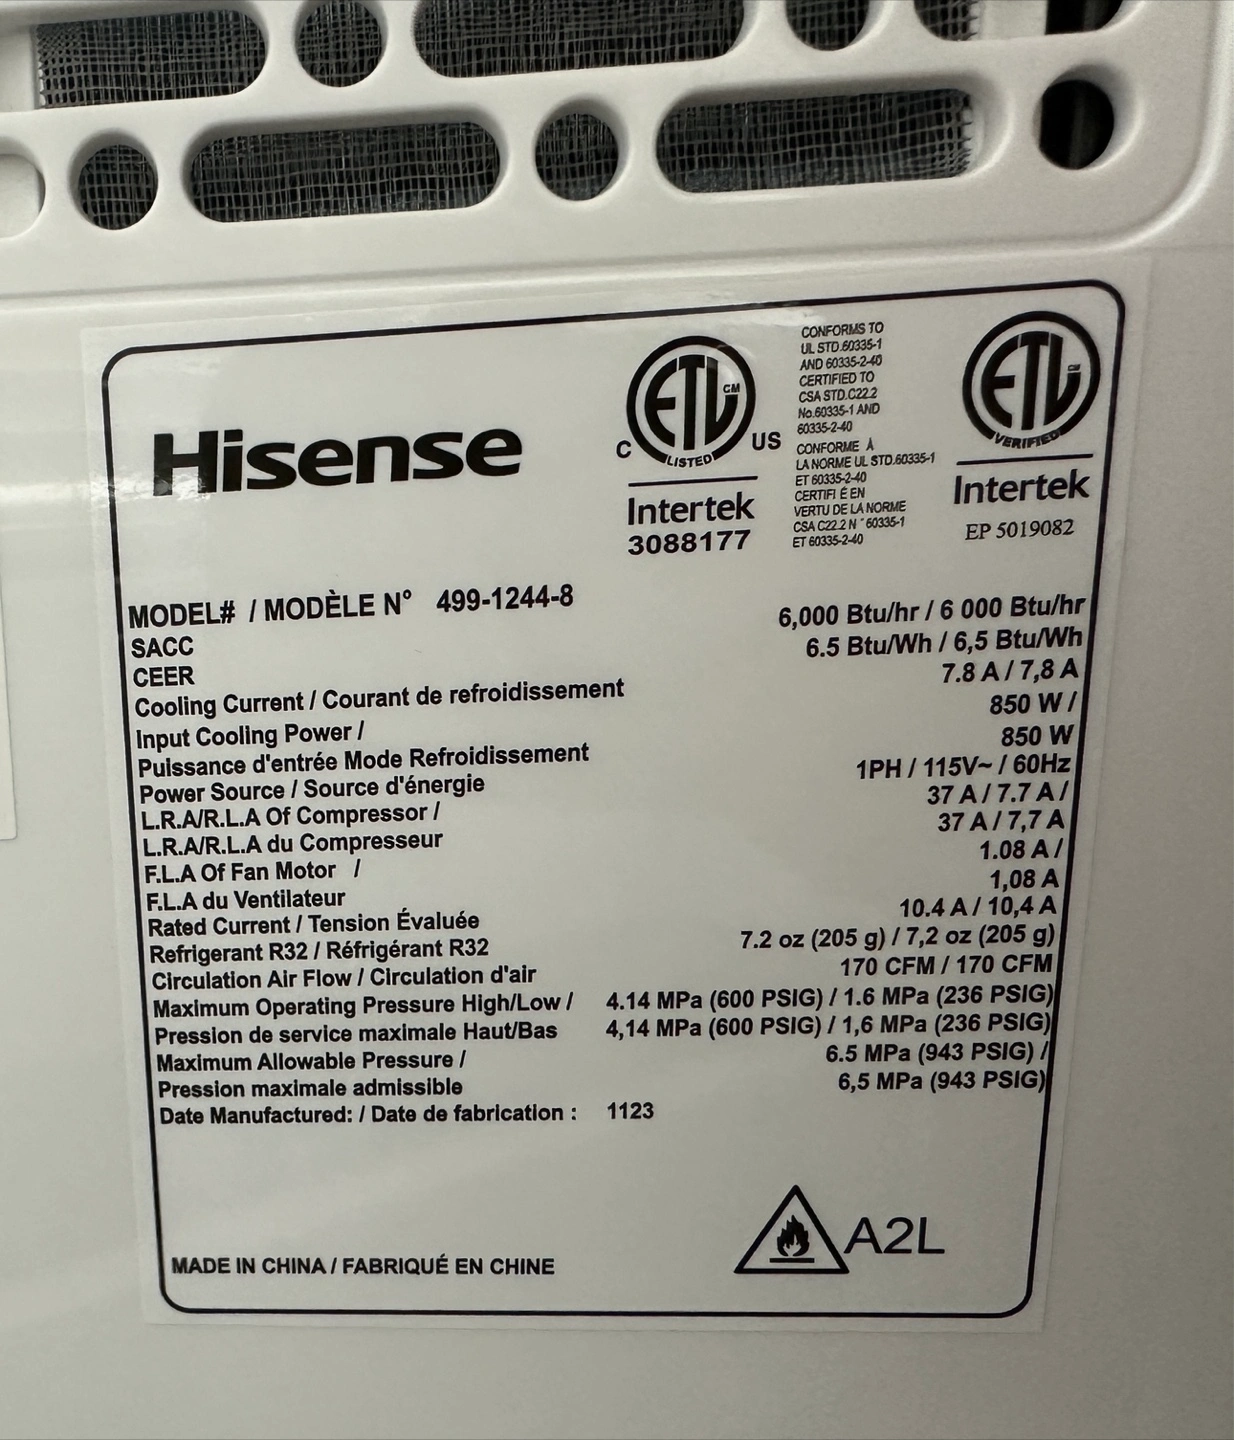 Hisense
ETL CM
C US
LISTED
Intertek
3088177
CONFORMS TO
UL STD.60335-1
AND 60335-2-40
CERTIFIED TO
CSA STD.C22.2
No.60335-1 AND
60335-2-40
CONFORME À
LA NORME UL STD.60335-1
ET 60335-2-40
CERTIFI É EN
VERTU DE LA NORME
CSA C22.2 N ° 60335-1
ET 60335-2-40
ETL CM
VERIFIED
Intertek
EP 5019082
MODEL# / MODÈLE N° 499-1244-8
SACC 6,000 Btu/hr / 6 000 Btu/hr
CEER 6.5 Btu/Wh / 6,5 Btu/Wh
Cooling Current / Courant de refroidissement 7.8 A / 7,8 A
Input Cooling Power / 850 W /
Puissance d'entrée Mode Refroidissement 850 W
Power Source / Source d'énergie 1PH / 115V~ / 60Hz
L.R.A/R.L.A Of Compressor / 37 A / 7.7 A /
L.R.A/R.L.A du Compresseur 37 A / 7,7 A
F.L.A Of Fan Motor / 1.08 A /
F.L.A du Ventilateur 1,08 A
Rated Current / Tension Évaluée 10.4 A / 10,4 A
Refrigerant R32 / Réfrigérant R32 7.2 oz (205 g) / 7,2 oz (205 g)
Circulation Air Flow / Circulation d'air 170 CFM / 170 CFM
Maximum Operating Pressure High/Low / 4.14 MPa (600 PSIG) / 1.6 MPa (236 PSIG)
Pression de service maximale Haut/Bas 4,14 MPa (600 PSIG) / 1,6 MPa (236 PSIG)
Maximum Allowable Pressure / 6.5 MPa (943 PSIG) /
Pression maximale admissible 6,5 MPa (943 PSIG)
Date Manufactured: / Date de fabrication : 1123
A2L
MADE IN CHINA / FABRIQUÉ EN CHINE